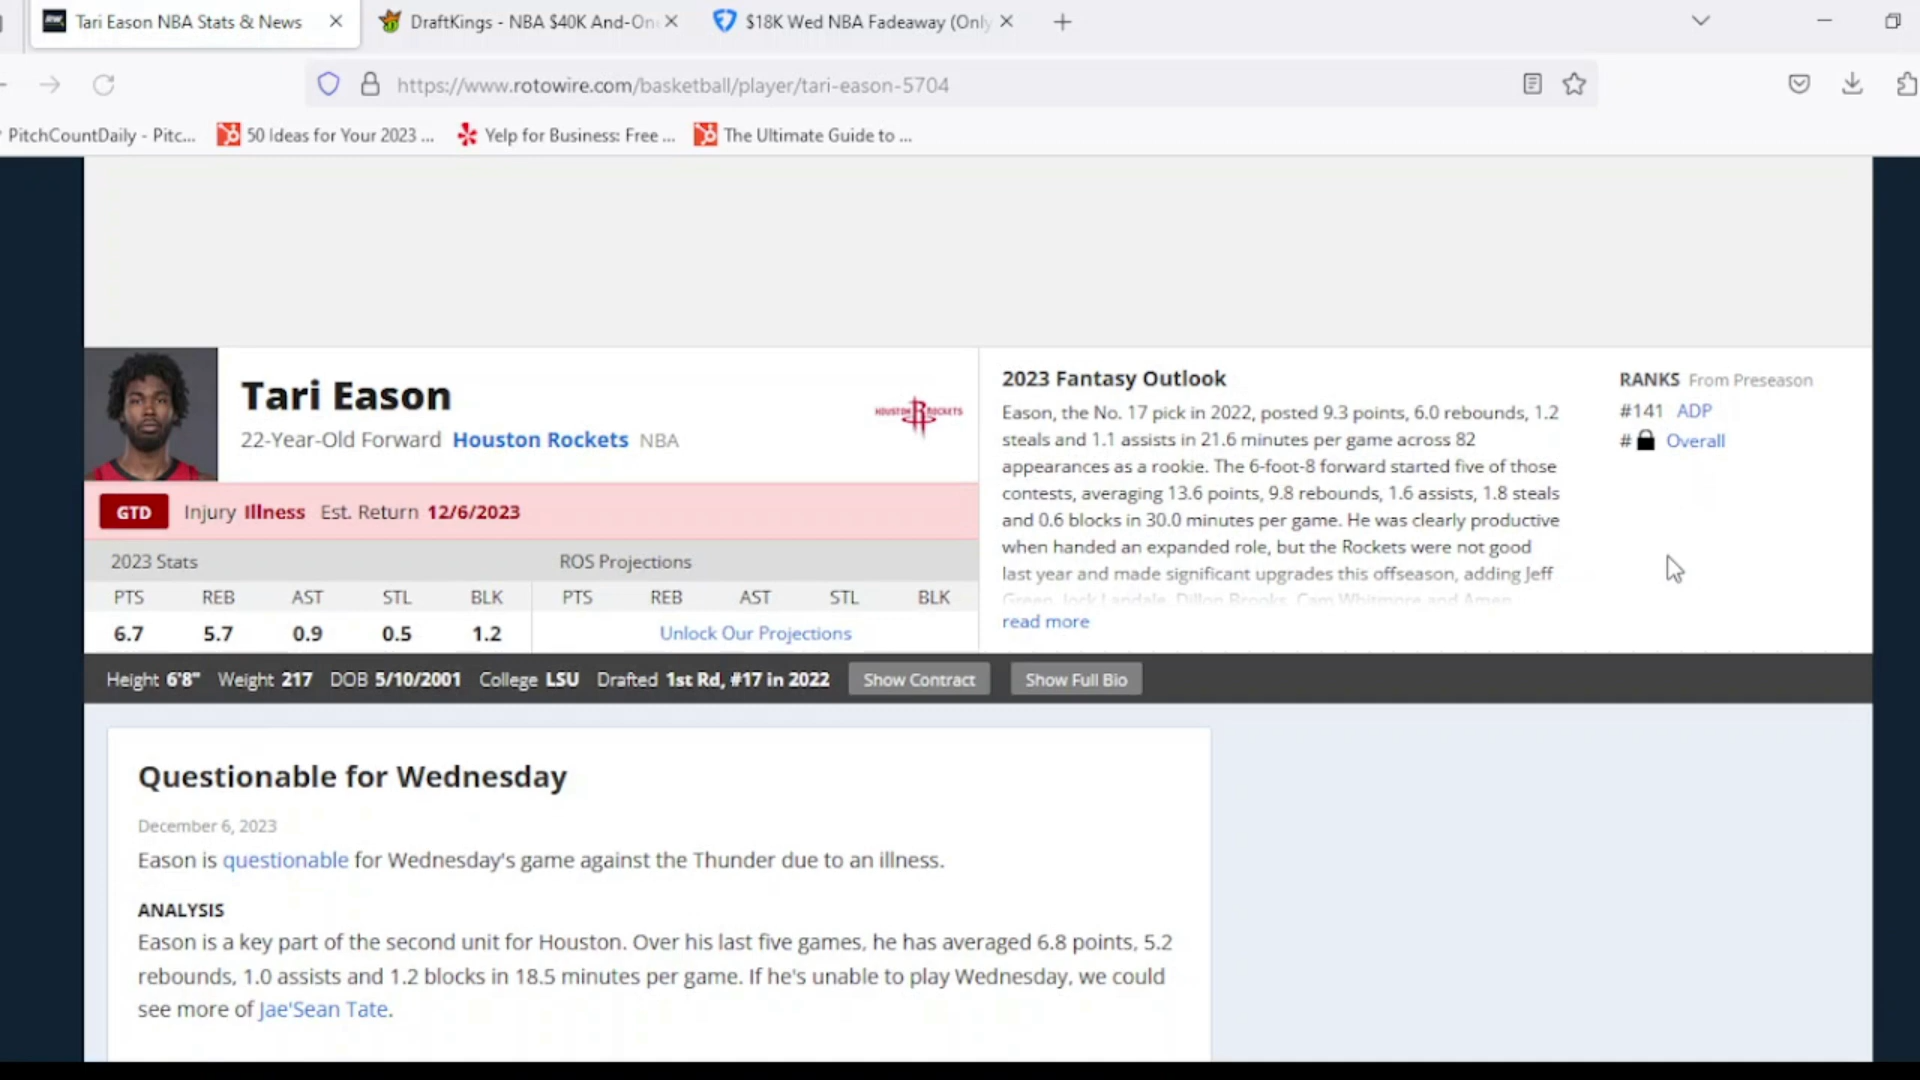 Tari Eason NBA Stats & News
DraftKings - NBA $40K And-On
$18K Wed NBA Fadeaway (Only
https://www.rotowire.com/basketball/player/tari-eason-5704
PitchCountDaily - Pitc...
50 Ideas for Your 2023 ...
Yelp for Business: Free ...
The Ultimate Guide to ...
Tari Eason
22-Year-Old Forward Houston Rockets NBA
HOUSTON ROCKETS
GTD Injury Illness Est. Return 12/6/2023
2023 Stats
ROS Projections
PTS REB AST STL BLK
PTS REB AST STL BLK
6.7 5.7 0.9 0.5 1.2
Unlock Our Projections
2023 Fantasy Outlook
Eason, the No. 17 pick in 2022, posted 9.3 points, 6.0 rebounds, 1.2
steals and 1.1 assists in 21.6 minutes per game across 82
appearances as a rookie. The 6-foot-8 forward started five of those
contests, averaging 13.6 points, 9.8 rebounds, 1.6 assists, 1.8 steals
and 0.6 blocks in 30.0 minutes per game. He was clearly productive
when handed an expanded role, but the Rockets were not good
last year and made significant upgrades this offseason, adding Jeff
Green, Jock Landale, Dillon Brooks, Cam Whitmore and Amen
read more
RANKS From Preseason
#141 ADP
# Overall
Height 6'8" Weight 217 DOB 5/10/2001 College LSU Drafted 1st Rd, #17 in 2022 Show Contract Show Full Bio
Questionable for Wednesday
December 6, 2023
Eason is questionable for Wednesday's game against the Thunder due to an illness.
ANALYSIS
Eason is a key part of the second unit for Houston. Over his last five games, he has averaged 6.8 points, 5.2
rebounds, 1.0 assists and 1.2 blocks in 18.5 minutes per game. If he's unable to play Wednesday, we could
see more of Jae'Sean Tate.